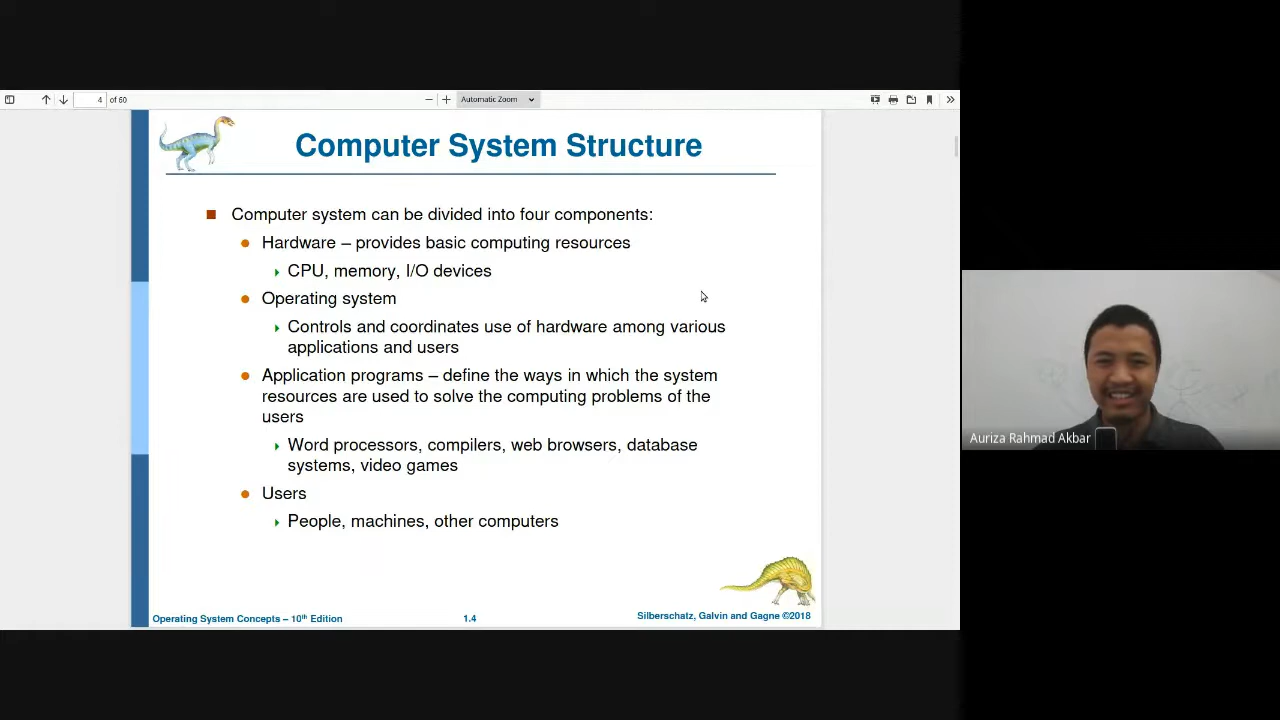 4 of 60
Automatic Zoom
Computer System Structure
Computer system can be divided into four components:
Hardware – provides basic computing resources
CPU, memory, I/O devices
Operating system
Controls and coordinates use of hardware among various
applications and users
Application programs – define the ways in which the system
resources are used to solve the computing problems of the
users
Word processors, compilers, web browsers, database
systems, video games
Users
People, machines, other computers
Operating System Concepts – 10th Edition
1.4
Silberschatz, Galvin and Gagne ©2018
Auriza Rahmad Akbar